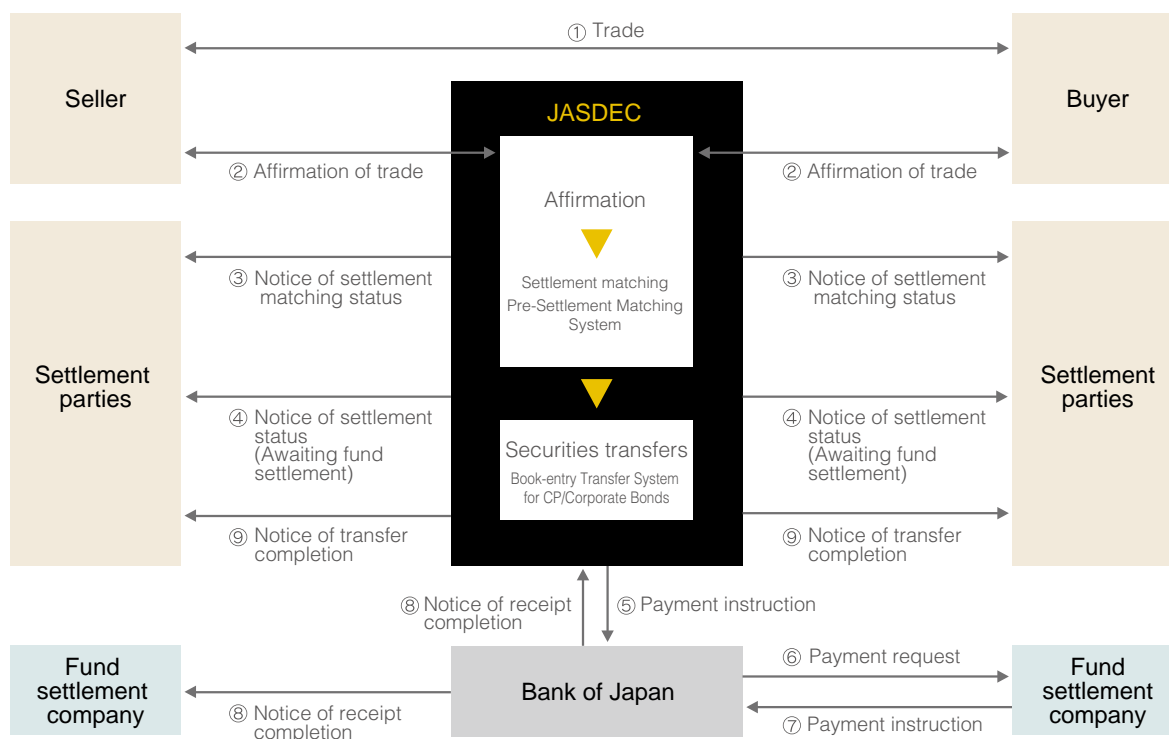 ① Trade
Seller
Buyer
JASDEC
② Affirmation of trade
② Affirmation of trade
Affirmation
③ Notice of settlement
matching status
Settlement matching
Pre-Settlement Matching
System
③ Notice of settlement
matching status
Settlement
parties
Settlement
parties
④ Notice of settlement
status
(Awaiting fund
settlement)
Securities transfers
Book-entry Transfer System
for CP/Corporate Bonds
④ Notice of settlement
status
(Awaiting fund
settlement)
⑨ Notice of transfer
completion
⑨ Notice of transfer
completion
⑧ Notice of receipt
completion
⑤ Payment instruction
Fund
settlement
company
Bank of Japan
⑥ Payment request
Fund
settlement
company
⑧ Notice of receipt
completion
⑦ Payment instruction